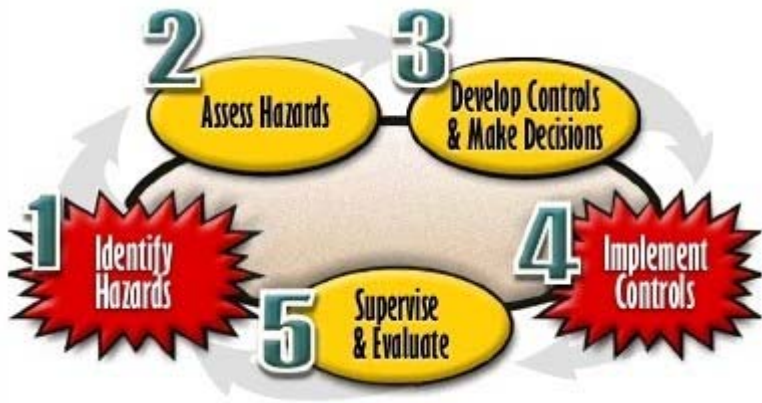 1
Identify
Hazards
2
Assess Hazards
3
Develop Controls
& Make Decisions
4
Implement
Controls
5
Supervise
& Evaluate